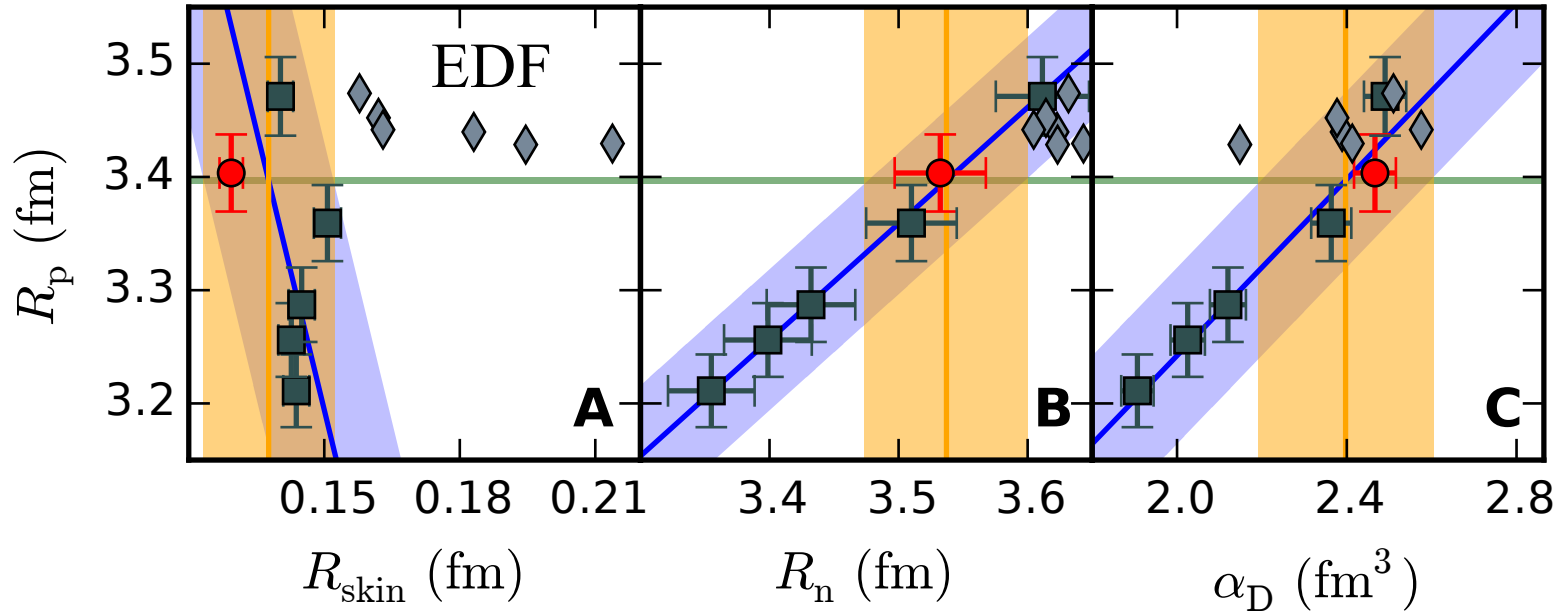 EDF
3.5
3.4
3.3
3.2
R_p (fm)
A
B
C
0.15 0.18 0.21 3.4 3.5 3.6 2.0 2.4 2.8
R_skin (fm) R_n (fm) α_D (fm³)